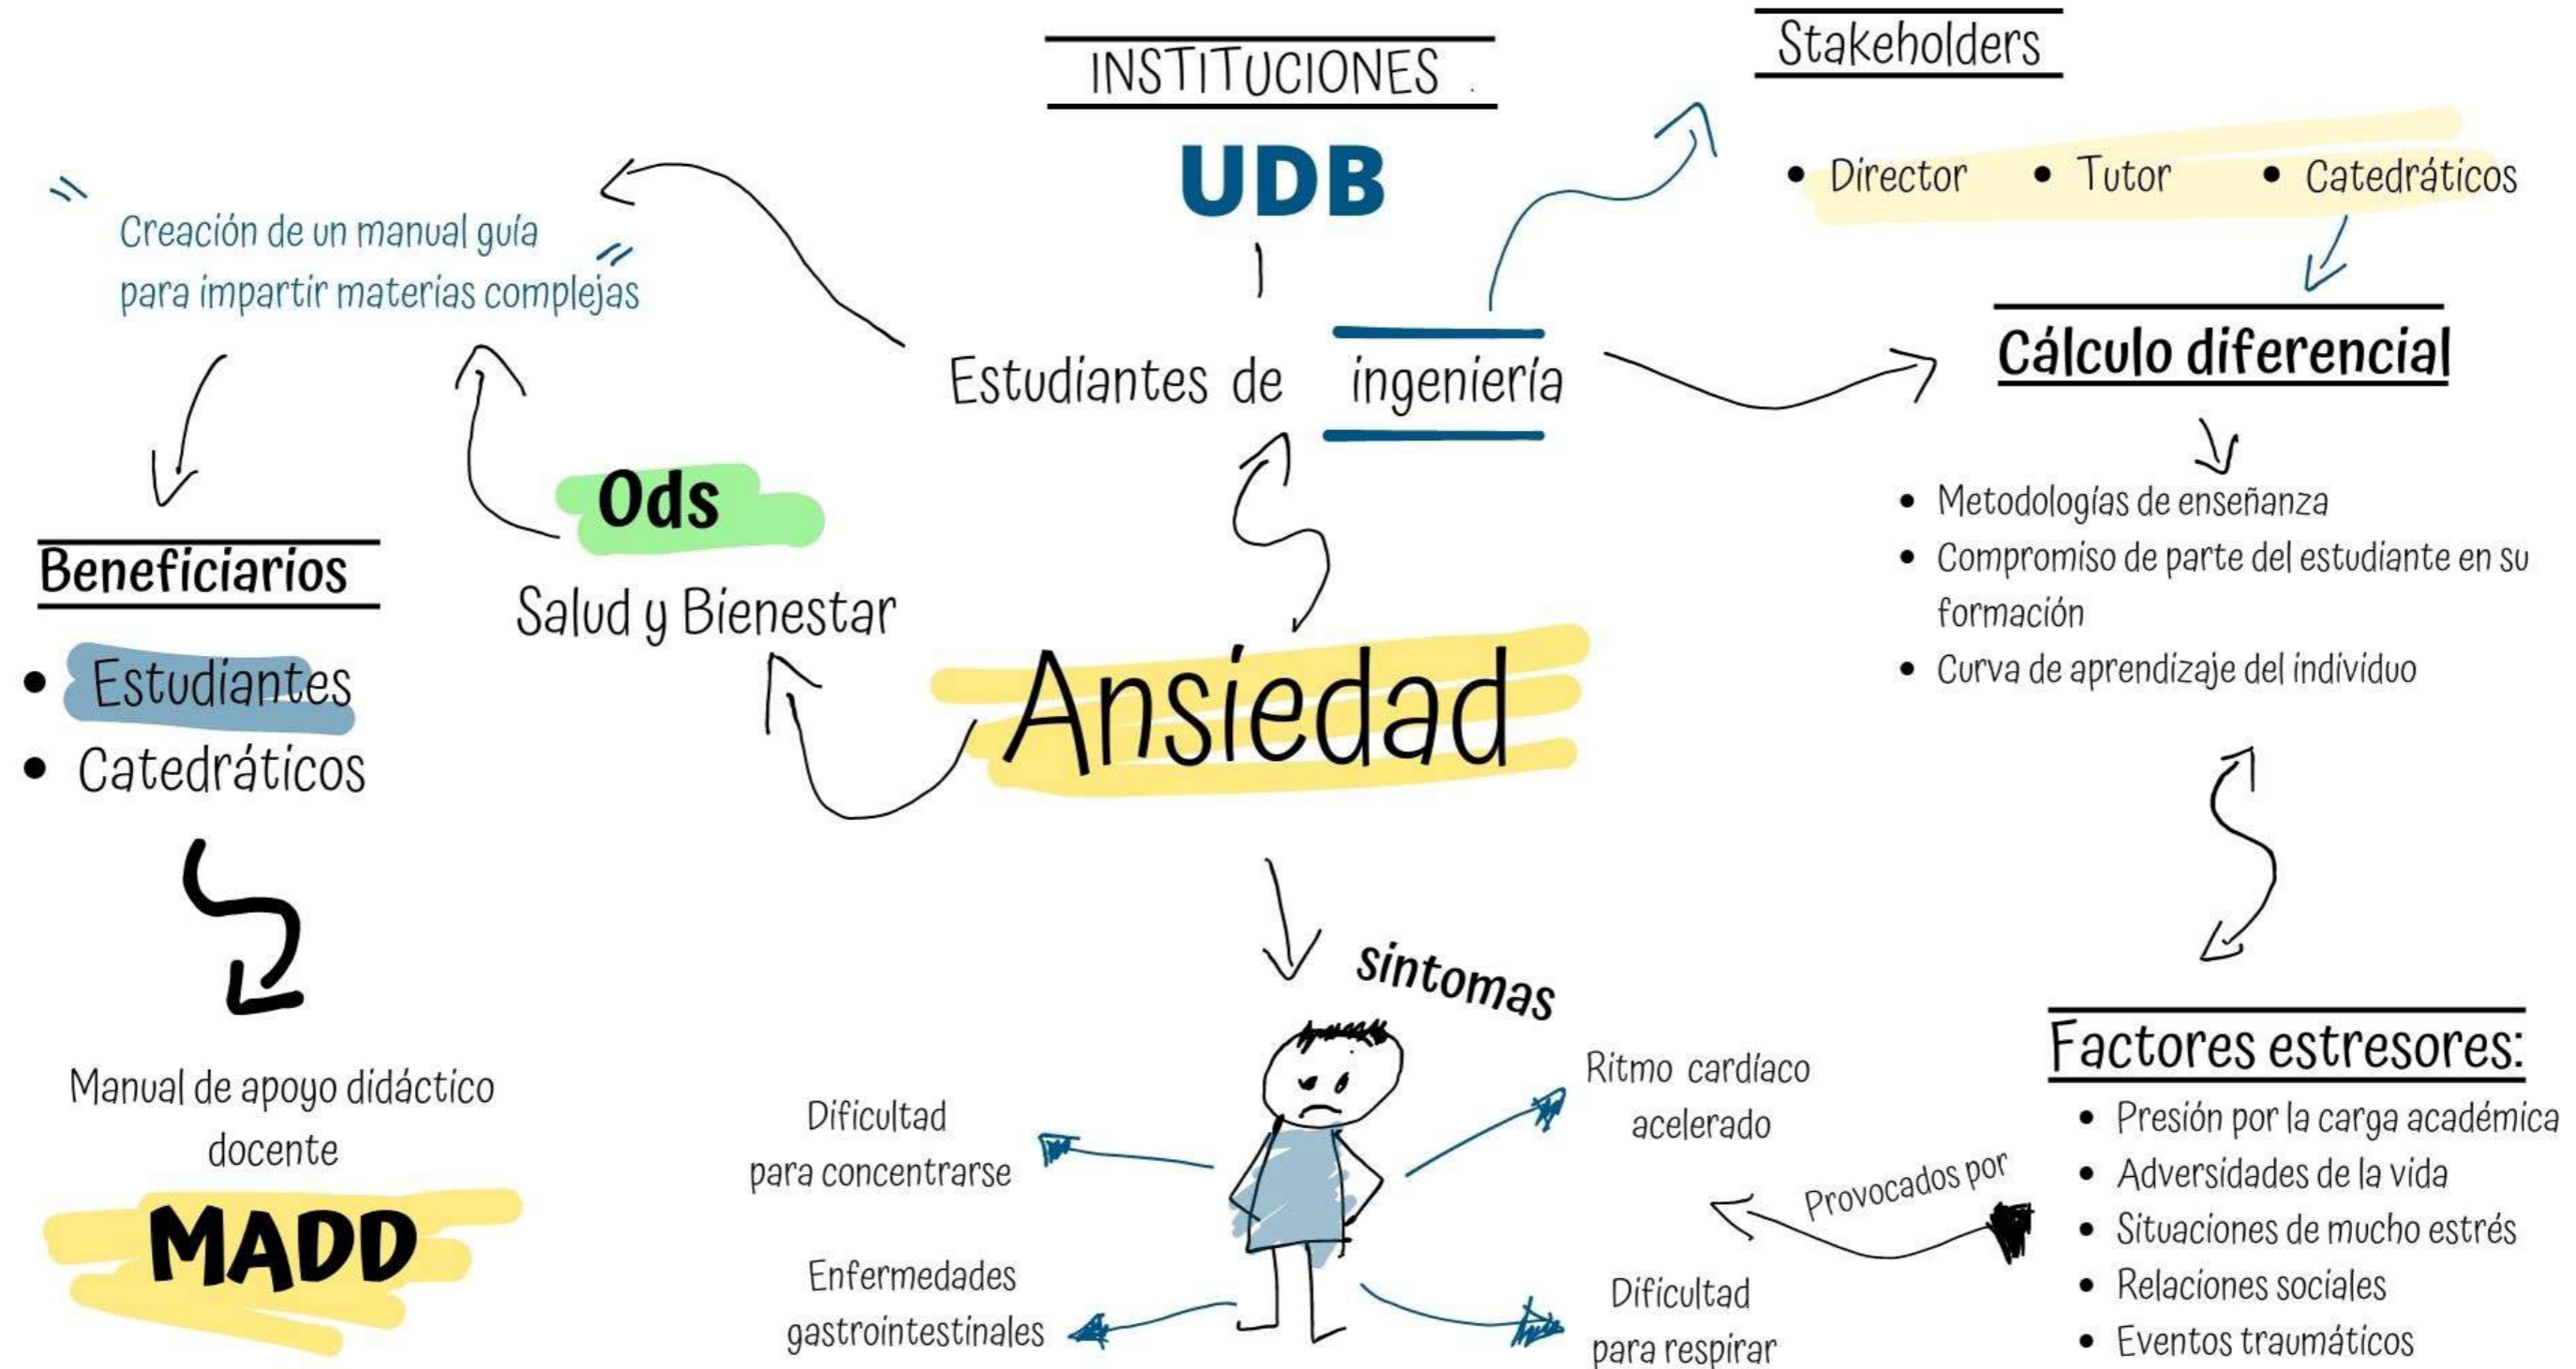 INSTITUCIONES
UDB
Estudiantes de ingeniería
Stakeholders
• Director • Tutor • Catedráticos
Cálculo diferencial
• Metodologías de enseñanza
• Compromiso de parte del estudiante en su
formación
• Curva de aprendizaje del individuo
Creación de un manual guía
para impartir materias complejas
Ods
Salud y Bienestar
Beneficiarios
• Estudiantes
• Catedráticos
Manual de apoyo didáctico
docente
MADD
Ansiedad
sintomas
Dificultad
para concentrarse
Ritmo cardíaco
acelerado
Enfermedades
gastrointestinales
Dificultad
para respirar
Provocados por
Factores estresores:
• Presión por la carga académica
• Adversidades de la vida
• Situaciones de mucho estrés
• Relaciones sociales
• Eventos traumáticos